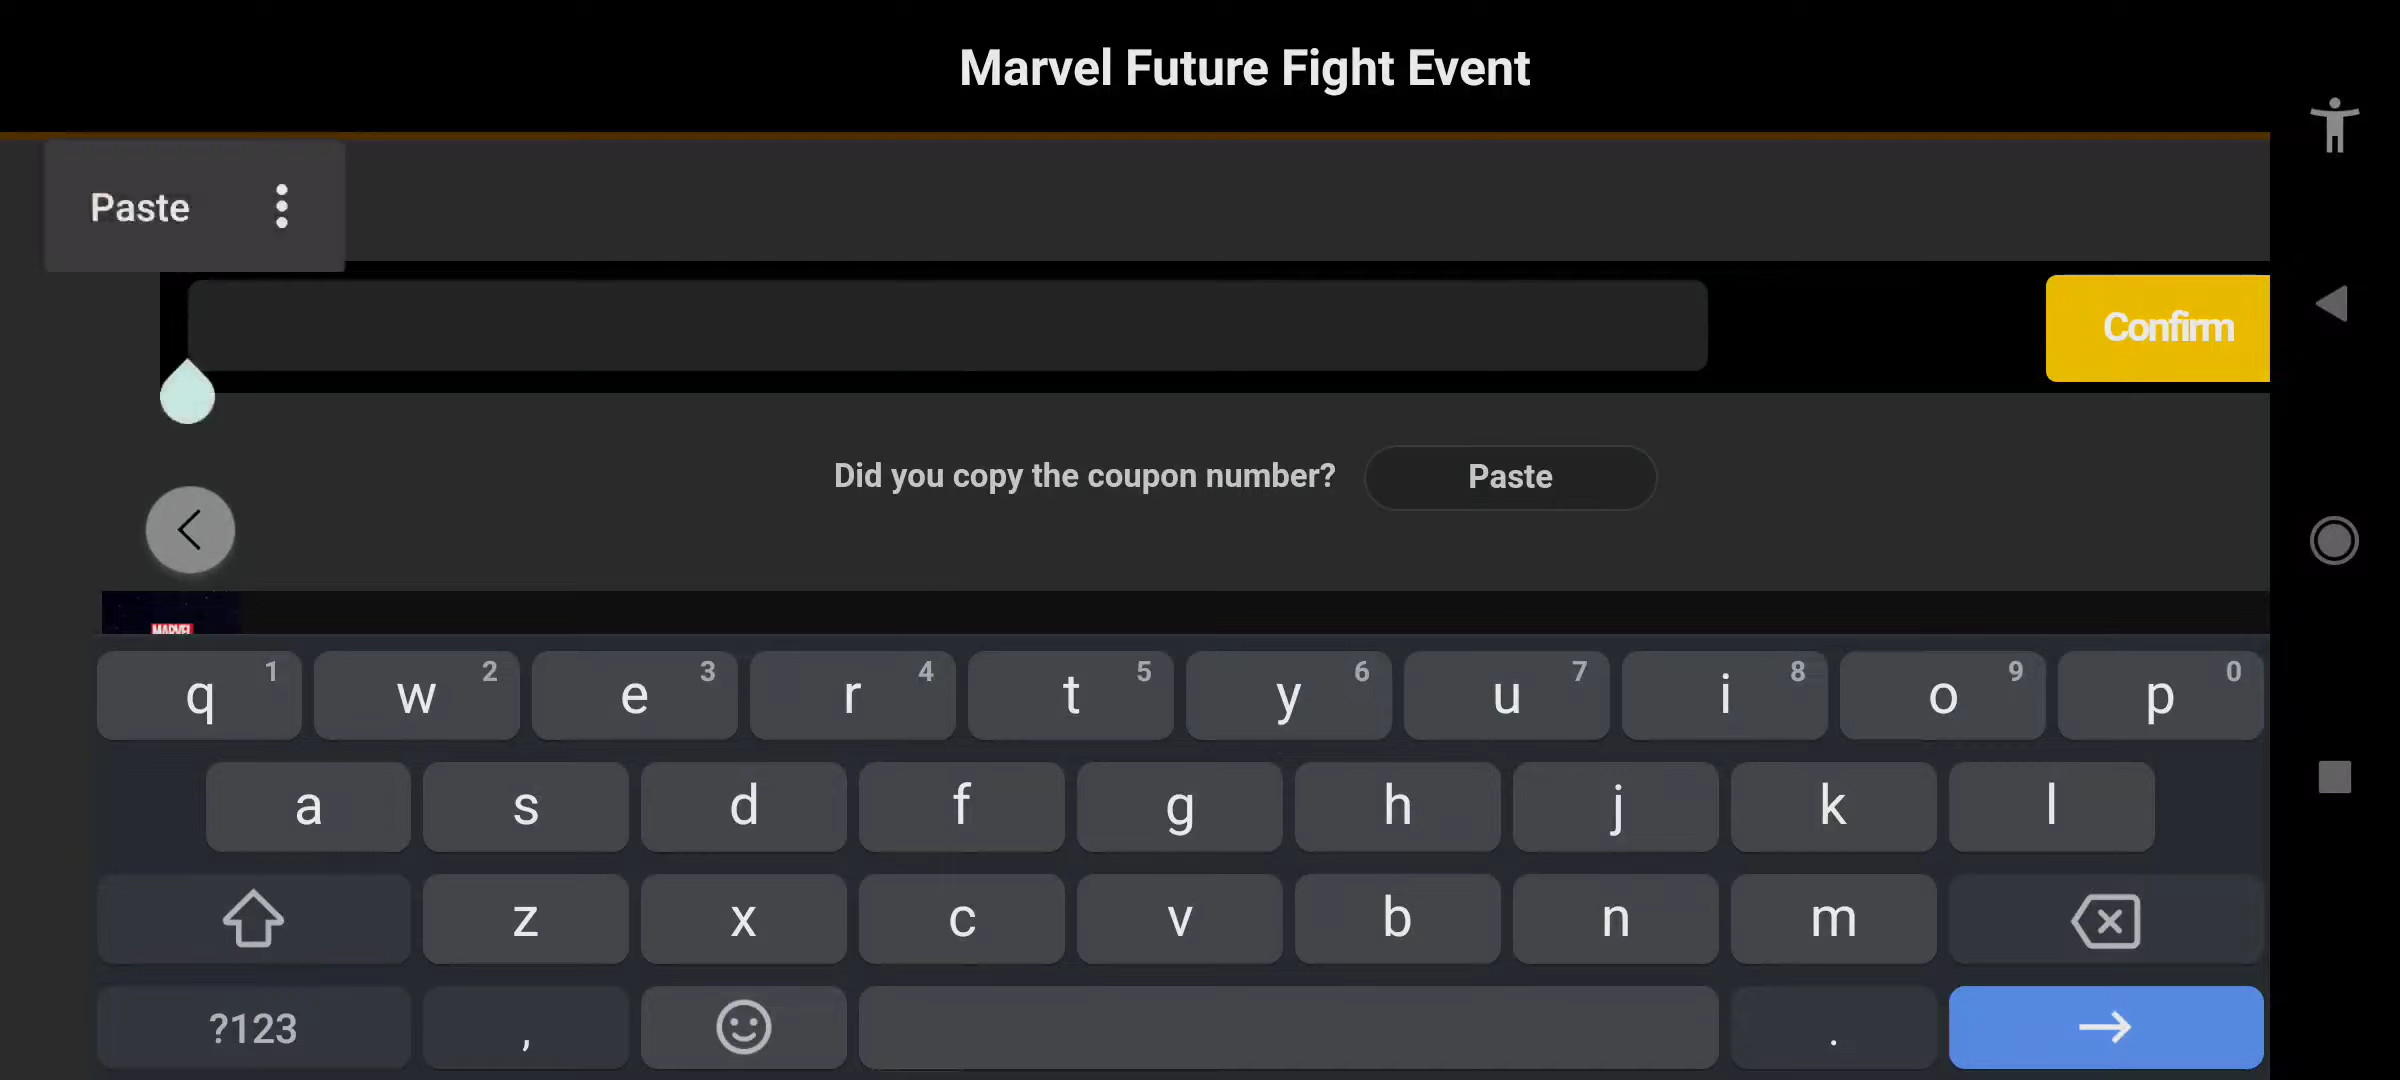 Marvel Future Fight Event
Paste
Confirm
Did you copy the coupon number? Paste
MARVEL
q 1 w 2 e 3 r 4 t 5 y 6 u 7 i 8 o 9 p 0
a s d f g h j k l
z x c v b n m
?123 , .